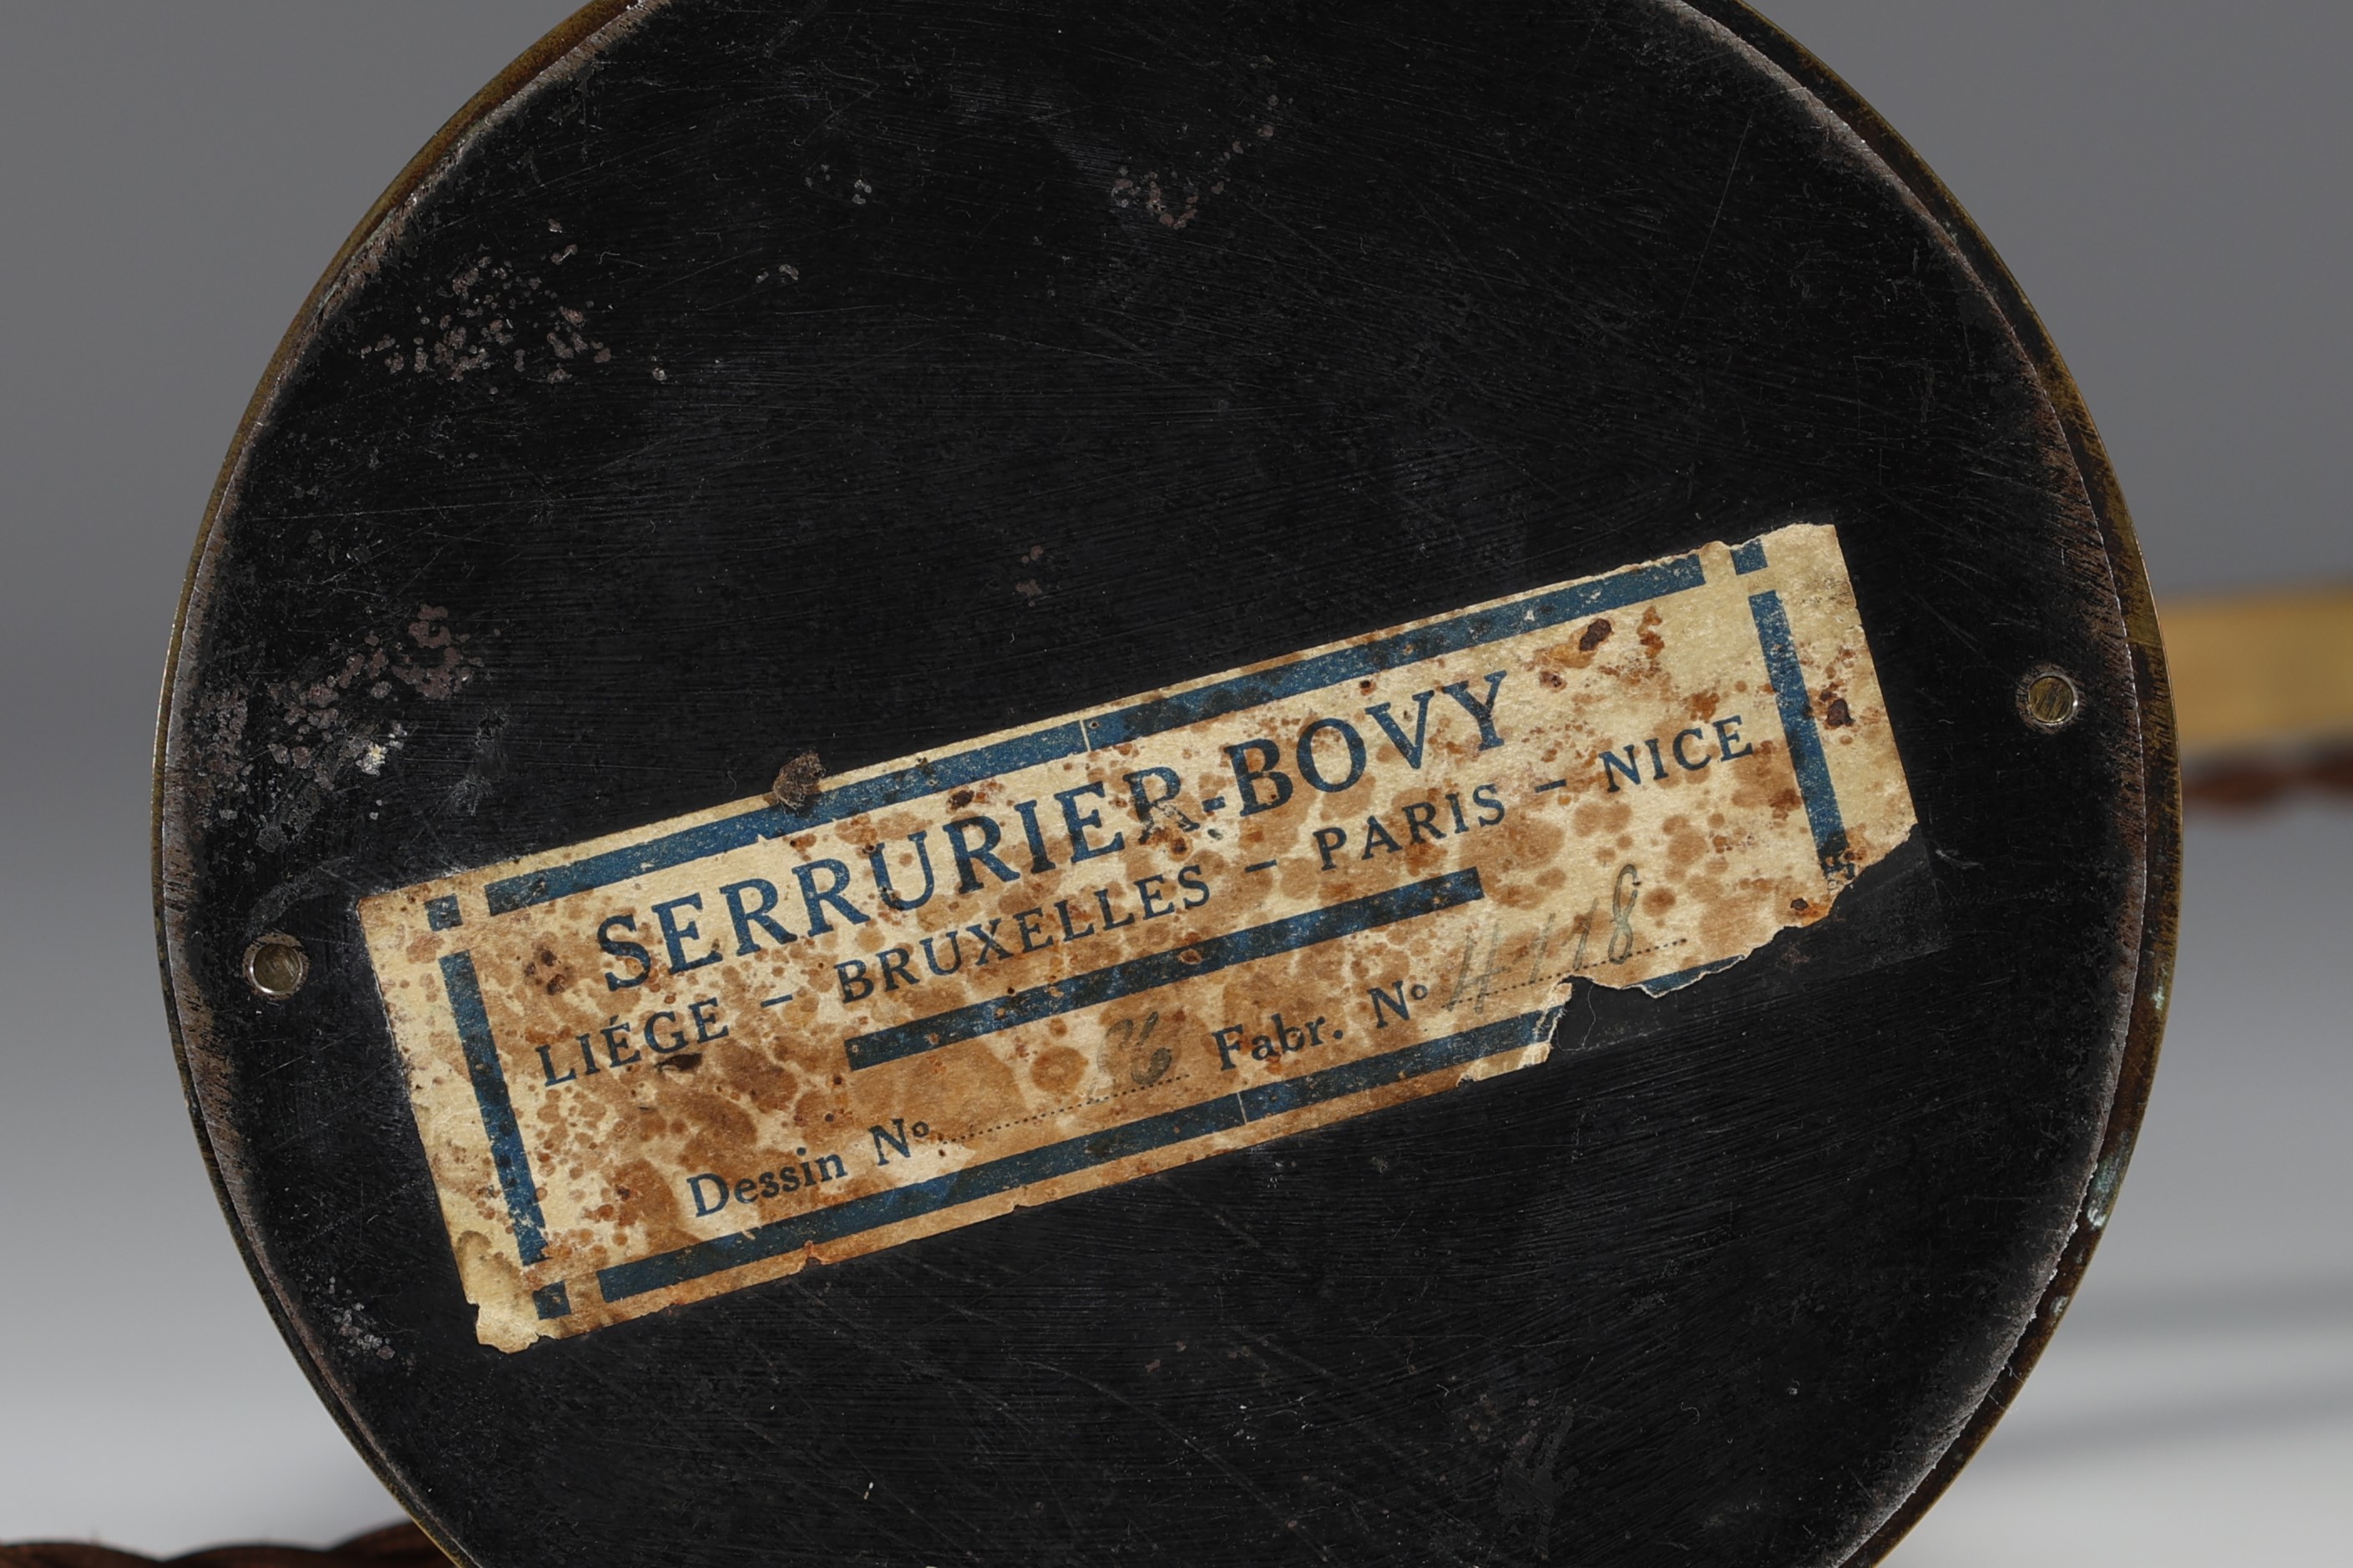 SERRURIER-BOVY
LIÉGE – BRUXELLES – PARIS – NICE
Dessin Nº Fabr. Nº 4118